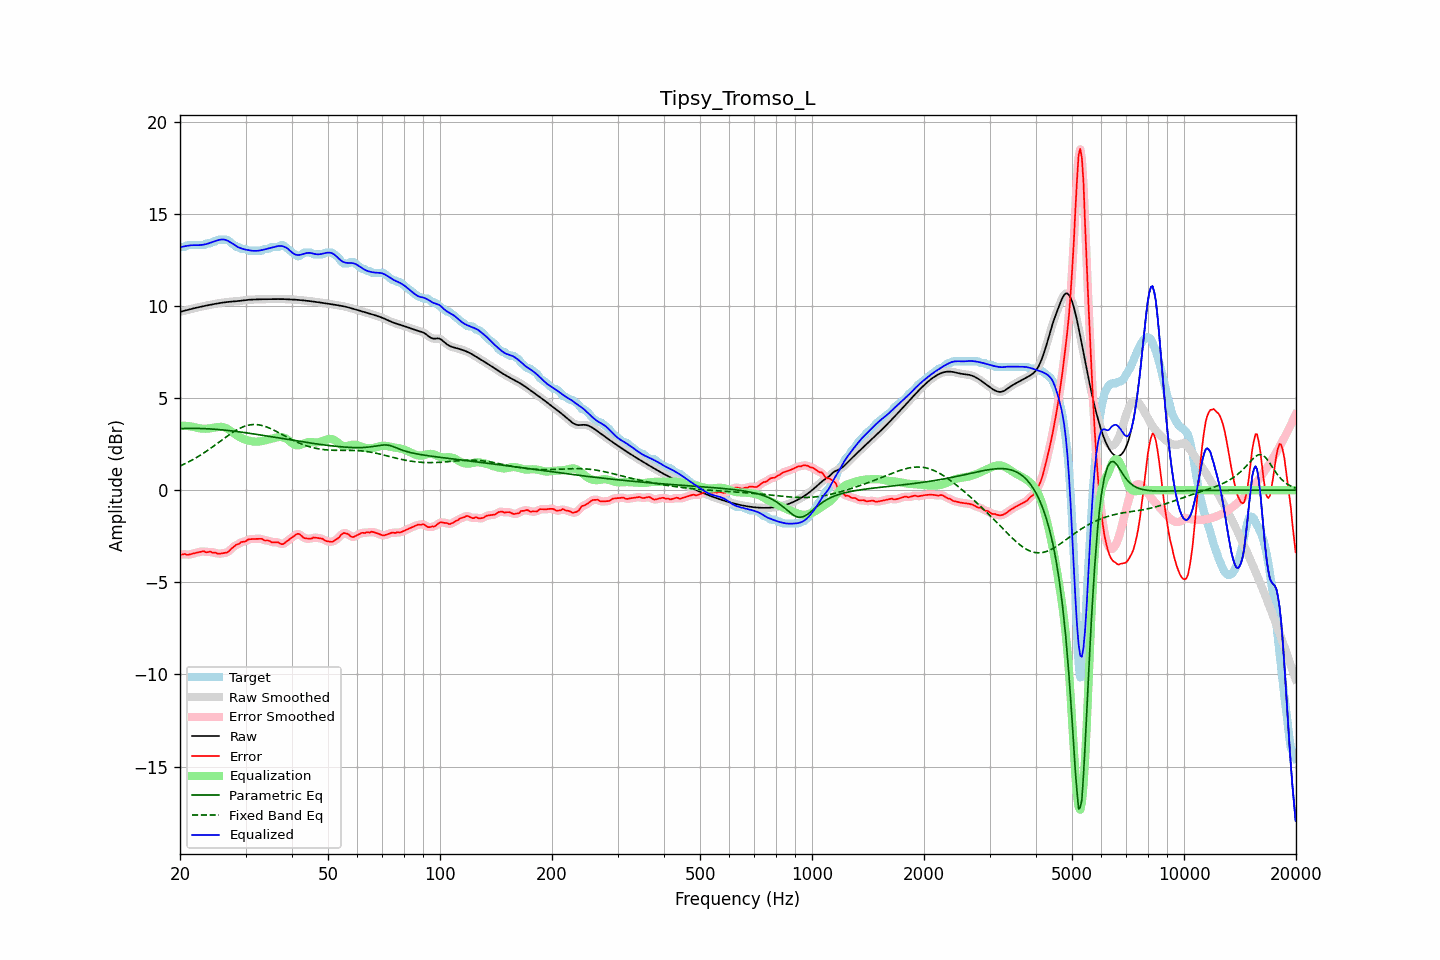 Tipsy_Tromso_L
Amplitude (dBr)
20
15
10
5
0
−5
−10
−15
Target
Raw Smoothed
Error Smoothed
Raw
Error
Equalization
Parametric Eq
Fixed Band Eq
Equalized
20 50 100 200 500 1000 2000 5000 10000 20000
Frequency (Hz)